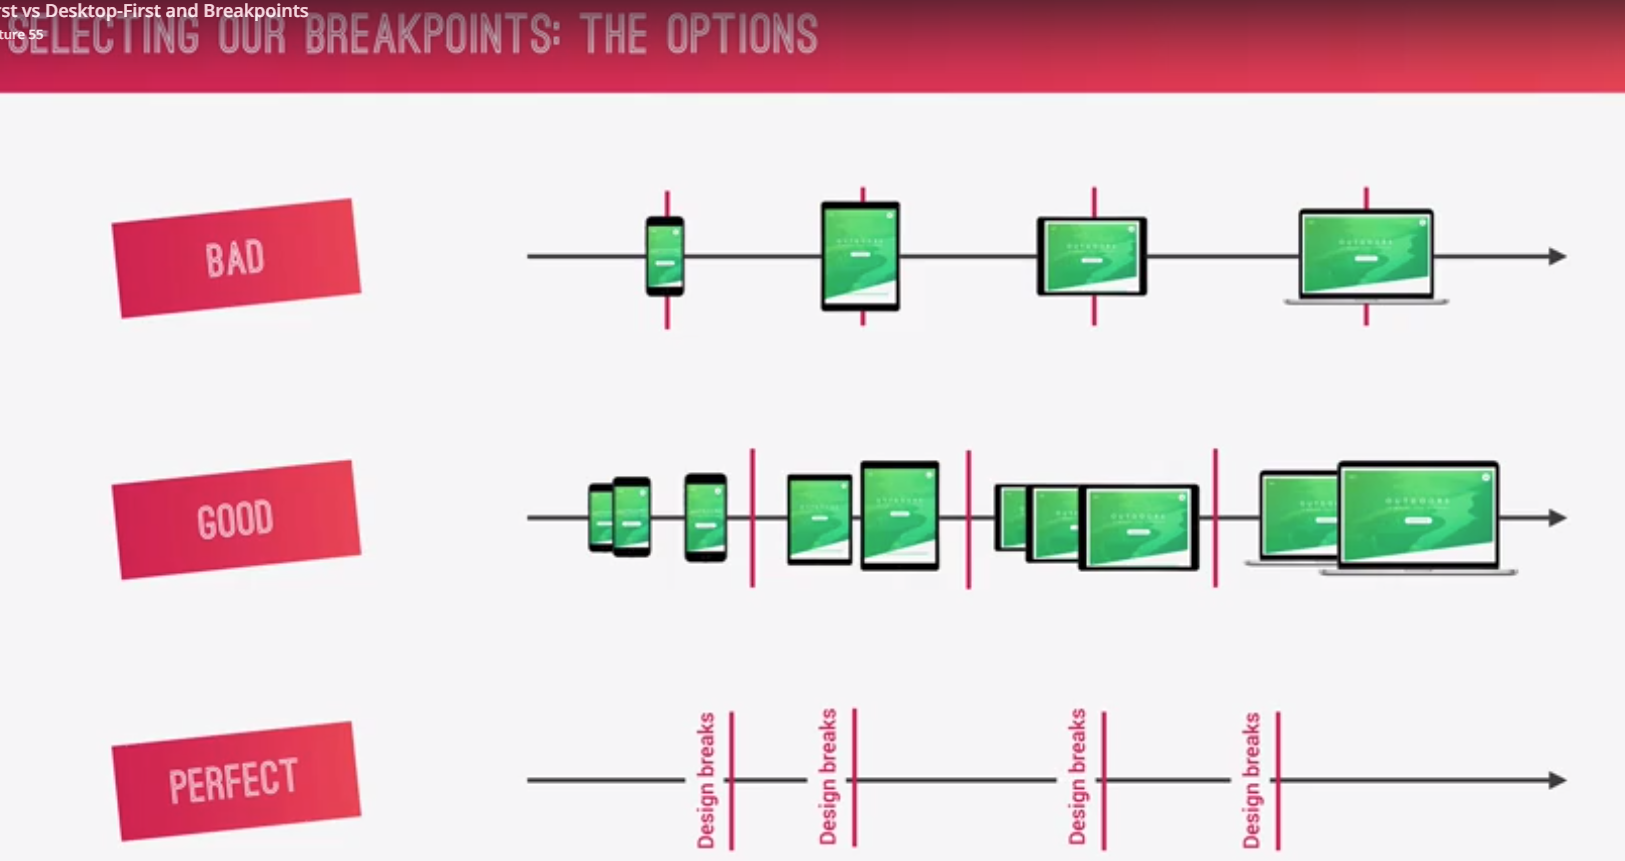 rst vs Desktop-First and Breakpoints
ture 55
SELECTING OUR BREAKPOINTS: THE OPTIONS
BAD
GOOD
PERFECT
Design breaks
Design breaks
Design breaks
Design breaks